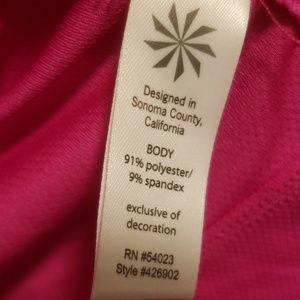 Designed in
Sonoma County,
California
BODY
91% polyester/
9% spandex
exclusive of
decoration
RN #54023
Style #426902